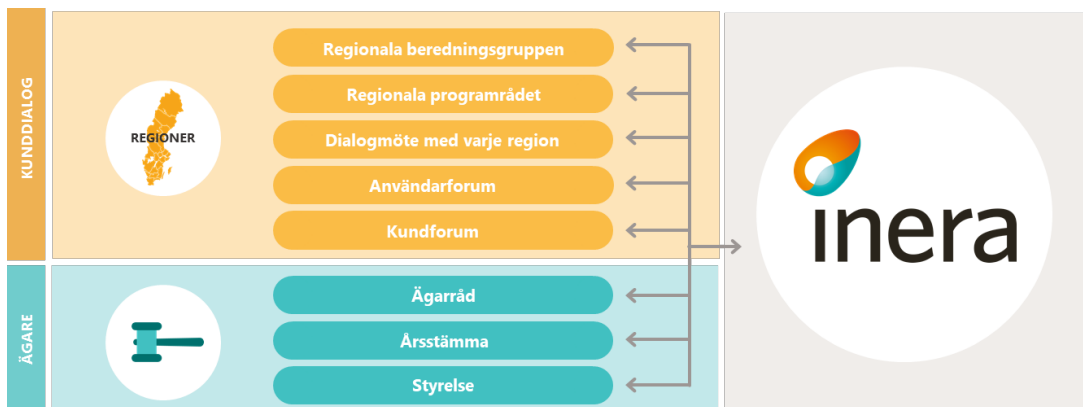 KUNDDIALOG
REGIONER
Regionala beredningsgruppen
Regionala programrådet
Dialogmöte med varje region
Användarforum
Kundforum
ÄGARE
Ägarråd
Årsstämma
Styrelse
inera